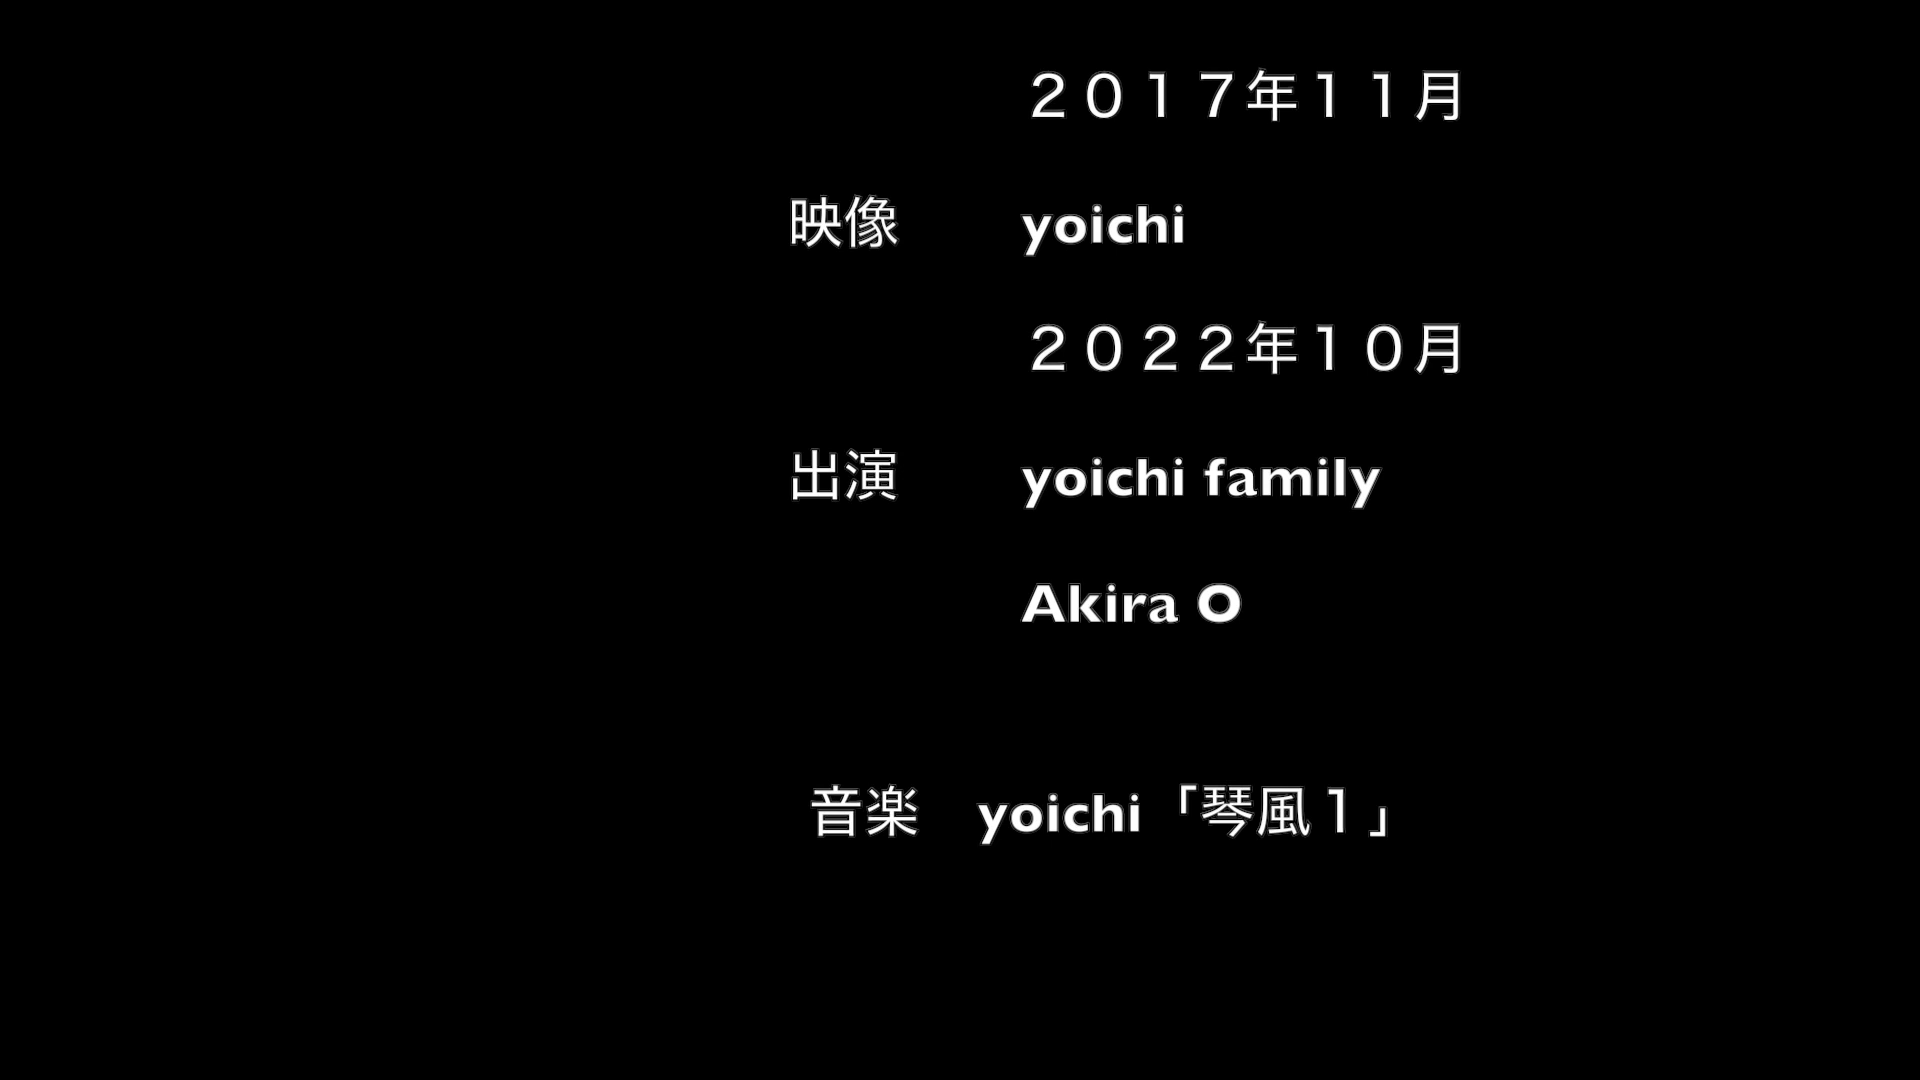 ２０１７年１１月
映像　　yoichi
２０２２年１０月
出演　　yoichi family
Akira O
音楽　yoichi「琴風１」